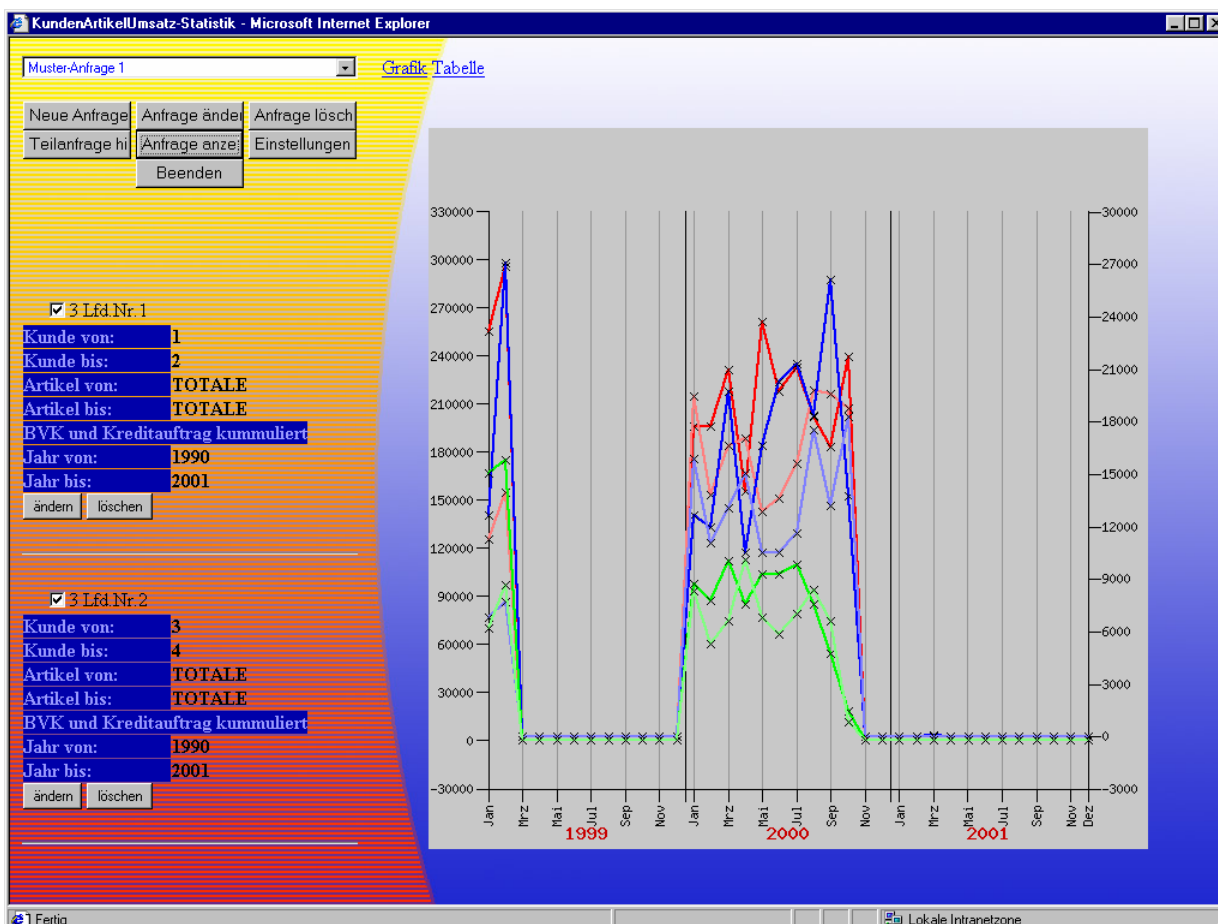 KundenArtikelUmsatz-Statistik - Microsoft Internet Explorer
Muster-Anfrage 1
Grafik Tabelle
Neue Anfrage Anfrage änder Anfrage lösch
Teilanfrage hi Anfrage anze Einstellungen
Beenden
3 Lfd.Nr.1
Kunde von: 1
Kunde bis: 2
Artikel von: TOTALE
Artikel bis: TOTALE
BVK und Kreditauftrag kummuliert
Jahr von: 1990
Jahr bis: 2001
ändern löschen
3 Lfd.Nr.2
Kunde von: 3
Kunde bis: 4
Artikel von: TOTALE
Artikel bis: TOTALE
BVK und Kreditauftrag kummuliert
Jahr von: 1990
Jahr bis: 2001
ändern löschen
330000 30000
300000 27000
270000 24000
240000 21000
210000 18000
180000 15000
150000 12000
120000 9000
90000 6000
60000 3000
30000 0
0 -3000
-30000
Jan Mrz Mai Jul Sep Nov Jan Mrz Mai Jul Sep Nov Jan Mrz Mai Jul Sep Nov Dez
1999 2000 2001
Fertig Lokale Intranetzone